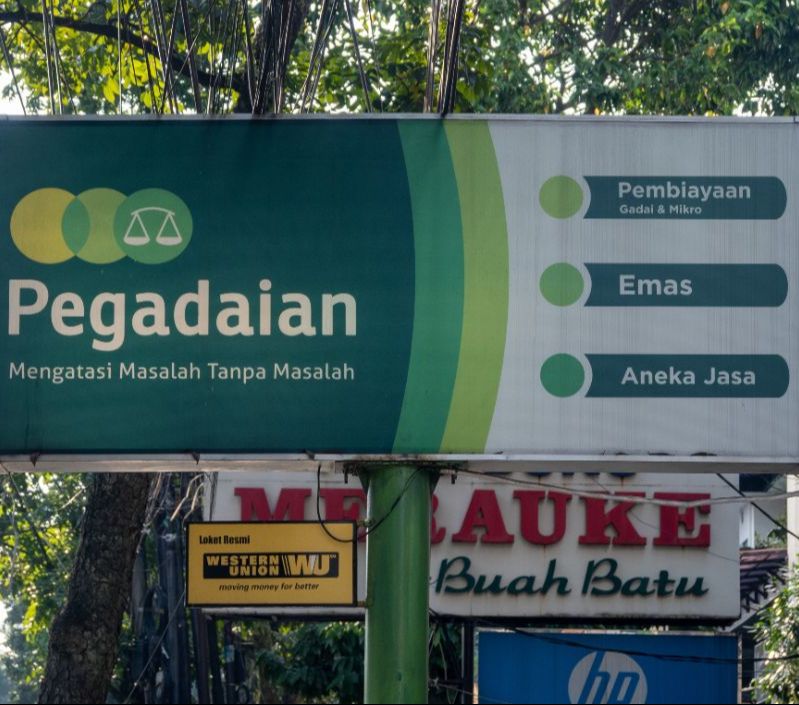 Pegadaian
Mengatasi Masalah Tanpa Masalah
Pembiayaan
Gadai & Mikro
Emas
Aneka Jasa
MERAUKE
Buah Batu
Loket Resmi
WESTERN
UNION WU
moving money for better
hp